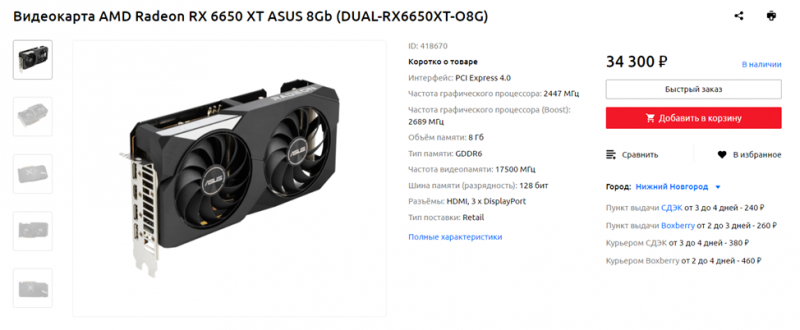 Видеокарта AMD Radeon RX 6650 XT ASUS 8Gb (DUAL-RX6650XT-O8G)
ID: 418670
Коротко о товаре
Интерфейс: PCI Express 4.0
Частота графического процессора: 2447 МГц
Частота графического процессора (Boost):
2689 МГц
Объём памяти: 8 Гб
Тип памяти: GDDR6
Частота видеопамяти: 17500 МГц
Шина памяти (разрядность): 128 бит
Разъёмы: HDMI, 3 x DisplayPort
Тип поставки: Retail
Полные характеристики
34 300 ₽
В наличии
Быстрый заказ
Добавить в корзину
Сравнить
В избранное
Город: Нижний Новгород
Пункт выдачи СДЭК от 3 до 4 дней - 240 ₽
Пункт выдачи Boxberry от 2 до 3 дней - 260 ₽
Курьером СДЭК от 3 до 4 дней - 380 ₽
Курьером Boxberry от 2 до 4 дней - 460 ₽
RADEON
ASUS
ASUS